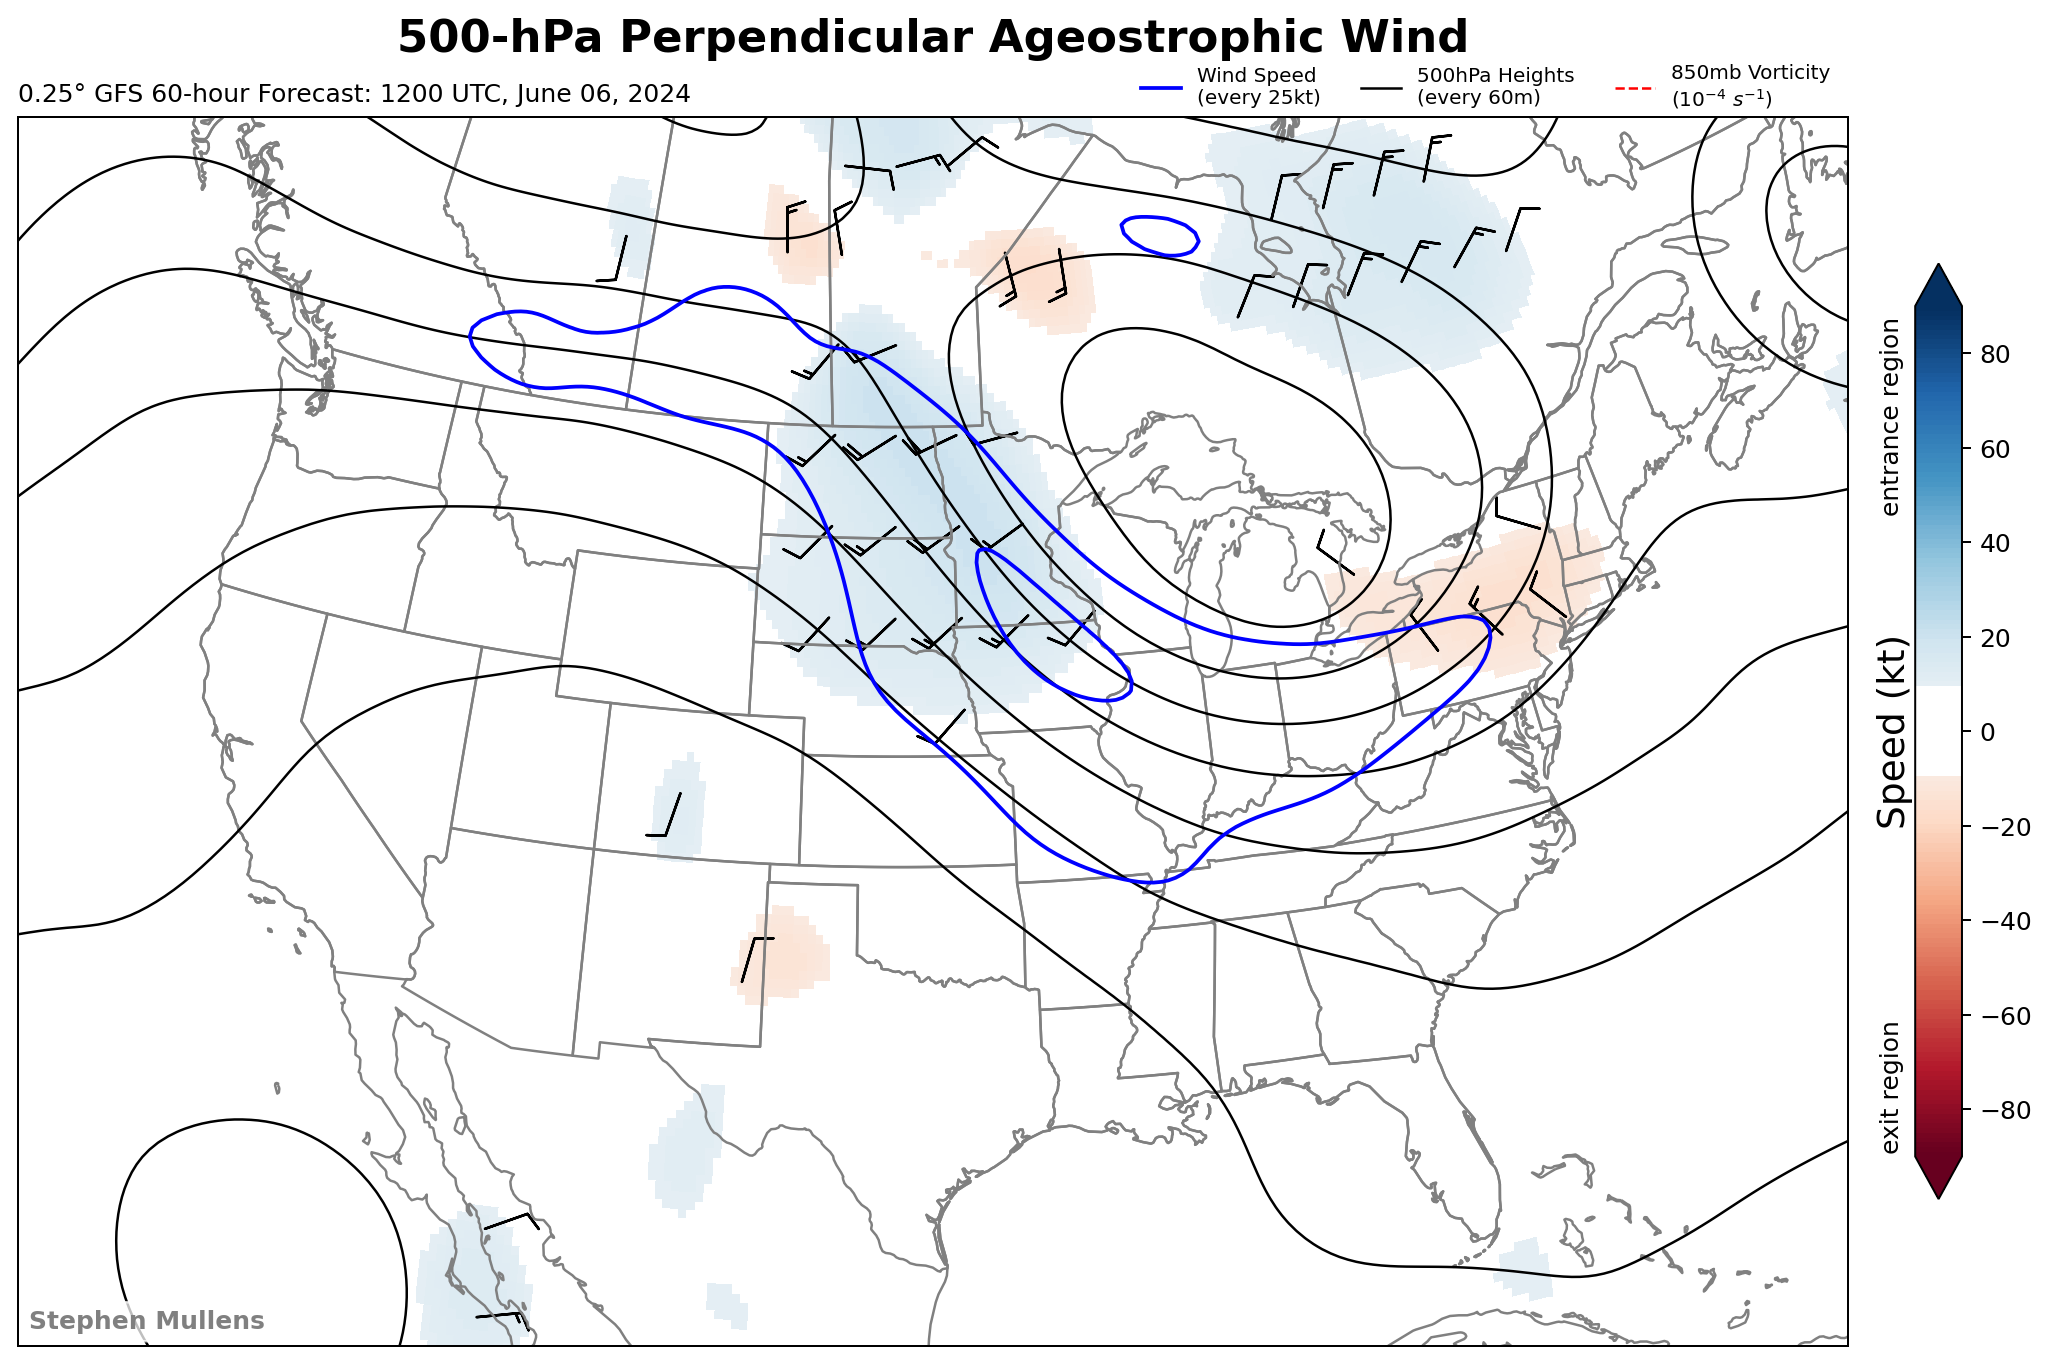 500-hPa Perpendicular Ageostrophic Wind
0.25° GFS 60-hour Forecast: 1200 UTC, June 06, 2024
Wind Speed
(every 25kt)
500hPa Heights
(every 60m)
850mb Vorticity
(10⁻⁴ s⁻¹)
entrance region
Speed (kt)
exit region
80
60
40
20
0
−20
−40
−60
−80
Stephen Mullens